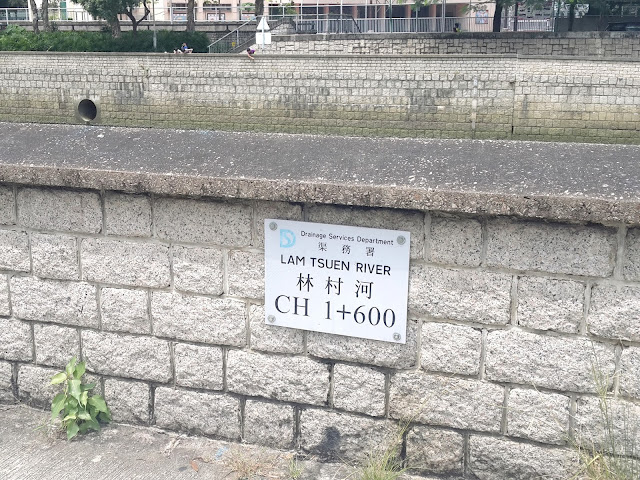 Drainage Services Department
渠務署
LAM TSUEN RIVER
林村河
CH 1+600